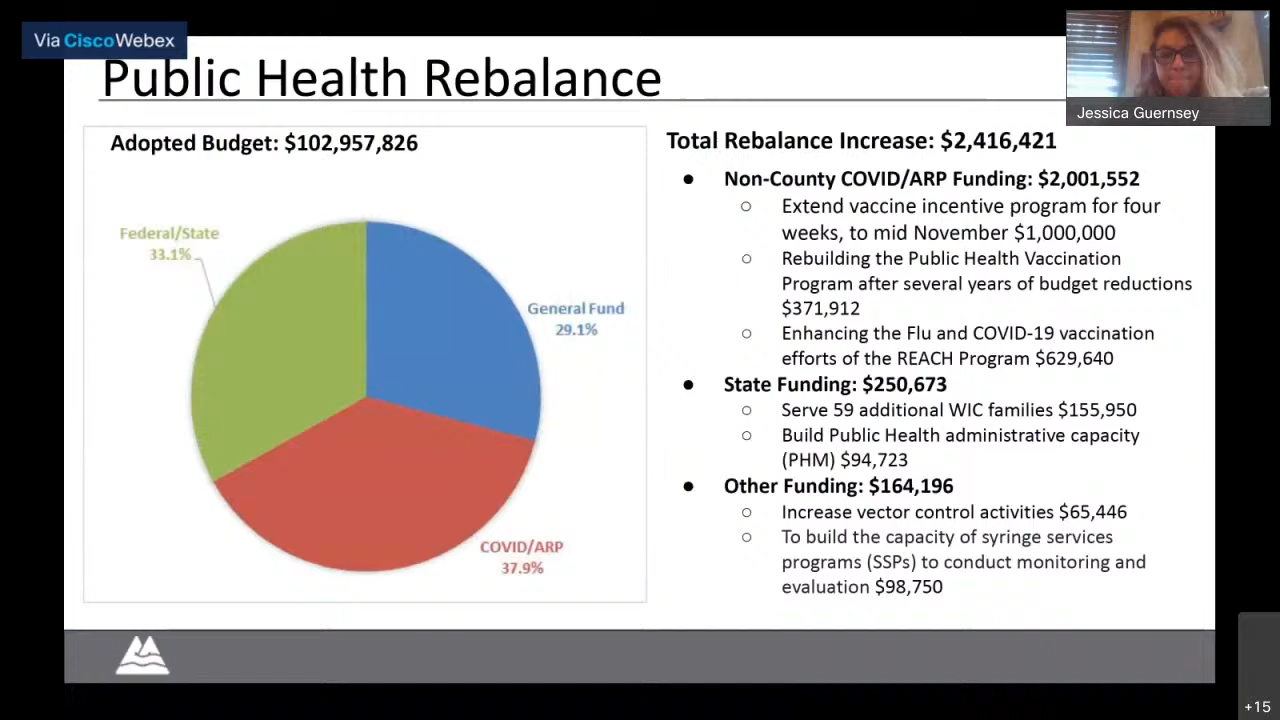 Via Cisco Webex
Public Health Rebalance
Jessica Guernsey
Adopted Budget: $102,957,826
Federal/State
33.1%
General Fund
29.1%
COVID/ARP
37.9%
Total Rebalance Increase: $2,416,421
● Non-County COVID/ARP Funding: $2,001,552
○ Extend vaccine incentive program for four
weeks, to mid November $1,000,000
○ Rebuilding the Public Health Vaccination
Program after several years of budget reductions
$371,912
○ Enhancing the Flu and COVID-19 vaccination
efforts of the REACH Program $629,640
● State Funding: $250,673
○ Serve 59 additional WIC families $155,950
○ Build Public Health administrative capacity
(PHM) $94,723
● Other Funding: $164,196
○ Increase vector control activities $65,446
○ To build the capacity of syringe services
programs (SSPs) to conduct monitoring and
evaluation $98,750
+15